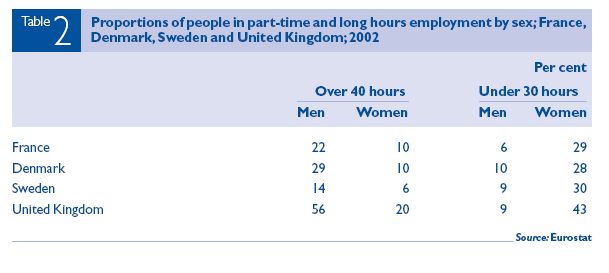 Table 2
Proportions of people in part-time and long hours employment by sex; France,
Denmark, Sweden and United Kingdom; 2002
Per cent
Over 40 hours Under 30 hours
Men Women Men Women
France 22 10 6 29
Denmark 29 10 10 28
Sweden 14 6 9 30
United Kingdom 56 20 9 43
Source: Eurostat